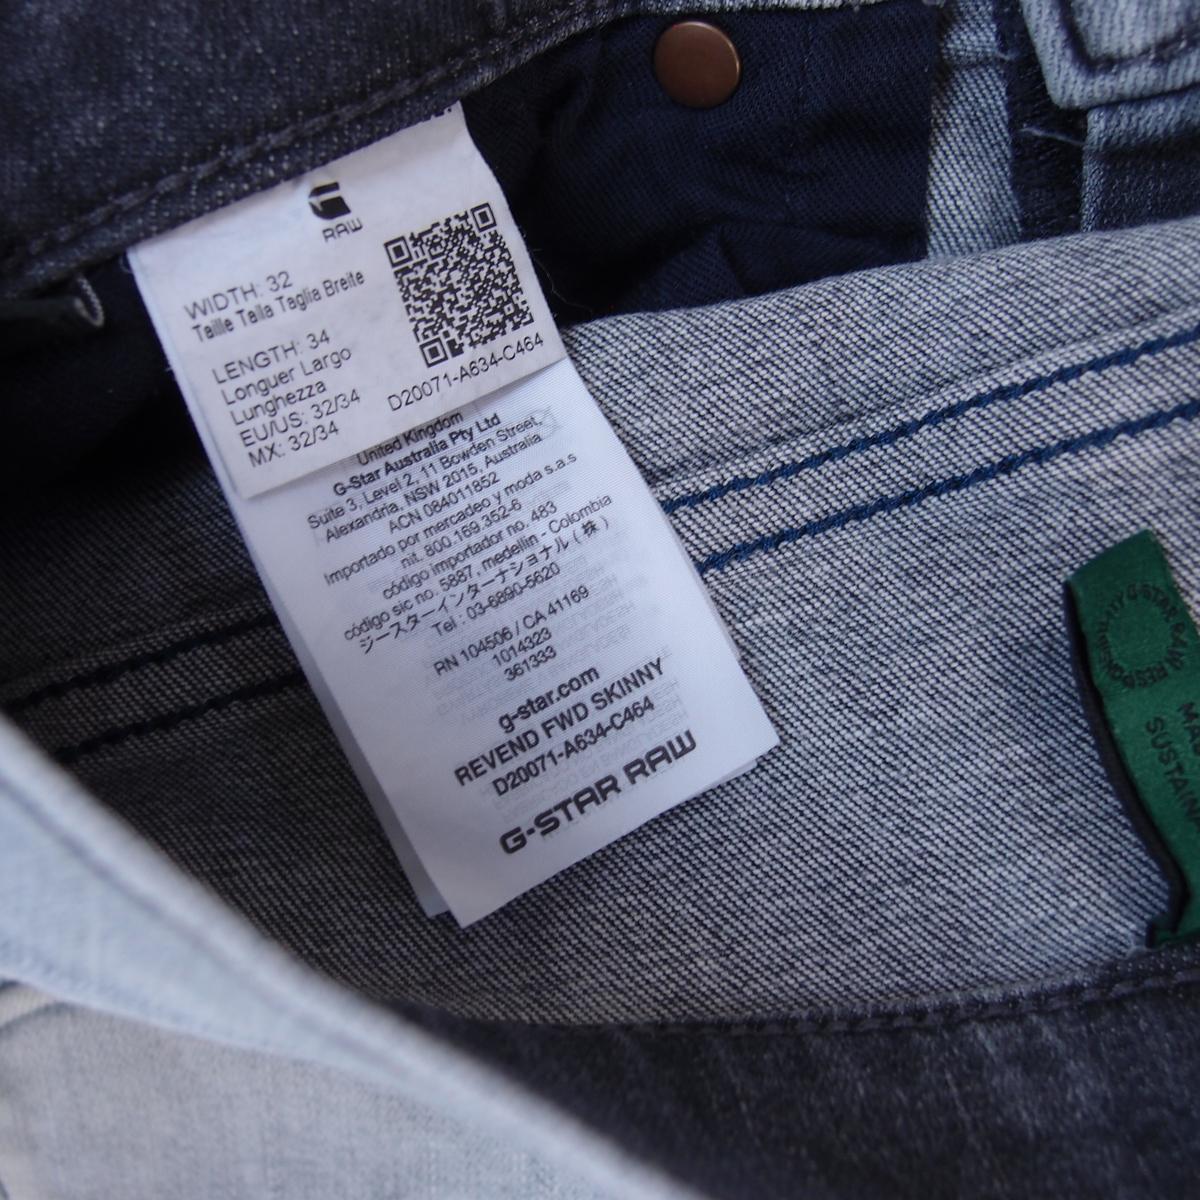 RAW
WIDTH: 32
Taille Talla Taglia Breite
LENGTH: 34
Longuer Largo
Lunghezza
EU/US: 32/34
MX: 32/34
D20071-A634-C464
United Kingdom
G-Star Australia Pty Ltd
Suite 3, Level 2, 11 Bowden Street,
Alexandria, NSW 2015, Australia
ACN 084011852
Importado por mercadeo y moda s.a.s
nit. 800.169.352-6
código importador no. 483
código sic no. 5887, medellin - Colombia
ジースターインターナショナル(株)
Tel : 03-6890-5620
RN 104506 / CA 41169
1014323
361333
g-star.com
REVEND FWD SKINNY
D20071-A634-C464
G-STAR RAW
G-STAR RAW RESPONSIBILITY